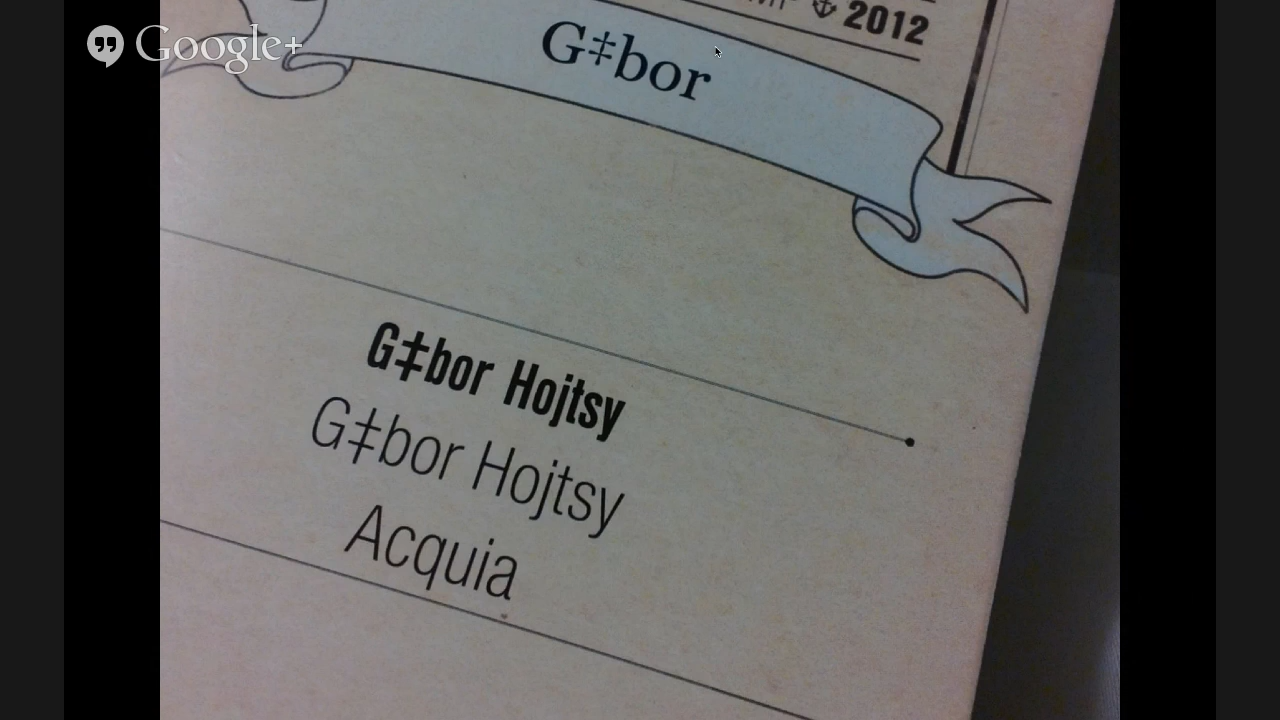 Google+
2012
G‡bor
G‡bor Hojtsy
G‡bor Hojtsy
Acquia